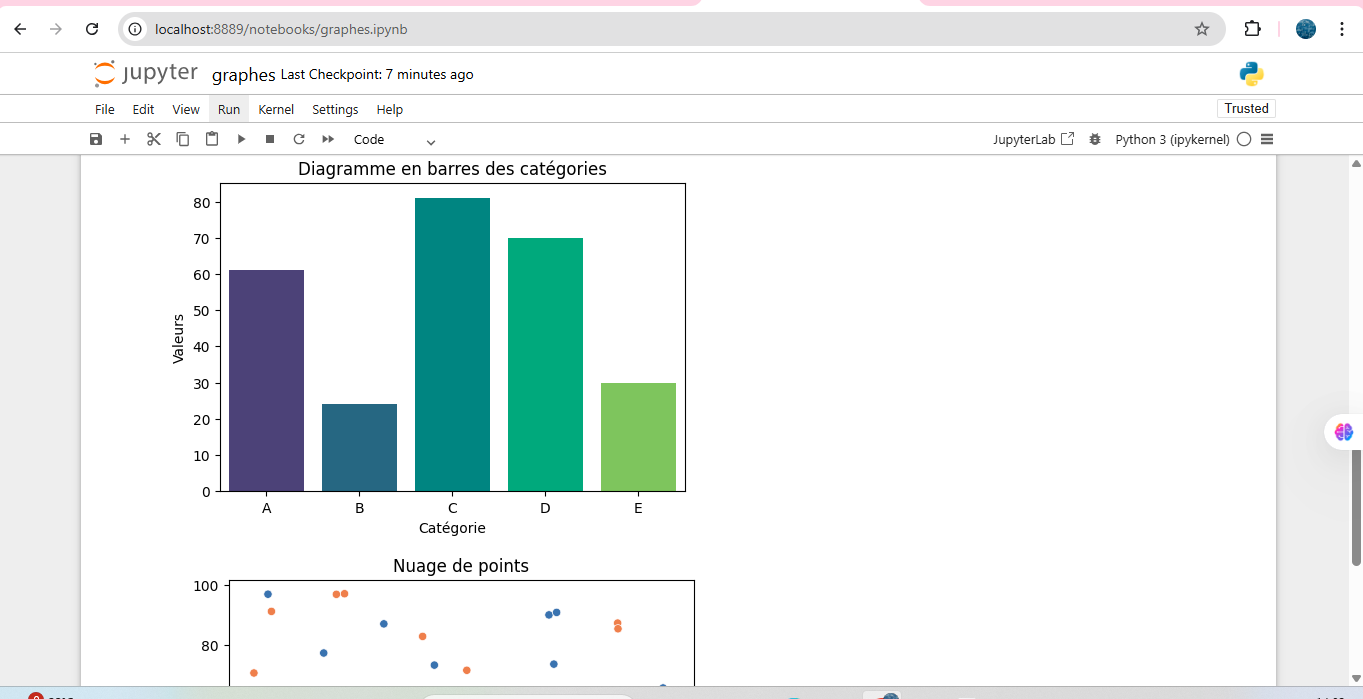 localhost:8889/notebooks/graphes.ipynb
jupyter graphes Last Checkpoint: 7 minutes ago
File Edit View Run Kernel Settings Help Trusted
Code JupyterLab Python 3 (ipykernel)
Diagramme en barres des catégories
80
70
60
50
40
30
20
10
0
Valeurs
A B C D E
Catégorie
Nuage de points
100
80